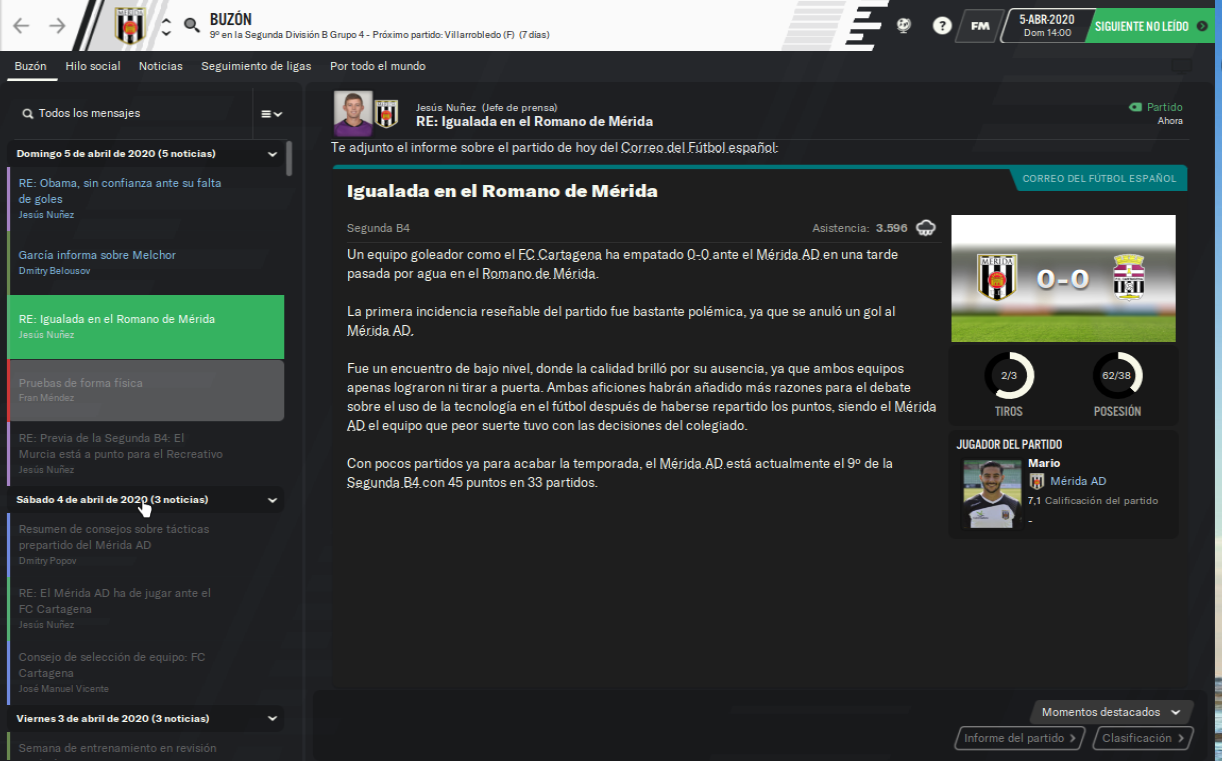 BUZÓN
9º en la Segunda División B Grupo 4 - Próximo partido: Villarrobledo (F) (7 días)
?
FM
5-ABR-2020
Dom 14:00
SIGUIENTE NO LEÍDO
Buzón
Hilo social
Noticias
Seguimiento de ligas
Por todo el mundo
Todos los mensajes
Domingo 5 de abril de 2020 (5 noticias)
RE: Obama, sin confianza ante su falta
de goles
Jesús Nuñez
García informa sobre Melchor
Dmitry Belousov
RE: Igualada en el Romano de Mérida
Jesús Nuñez
Pruebas de forma física
Fran Méndez
RE: Previa de la Segunda B4: El
Murcia está a punto para el Recreativo
Jesús Nuñez
Sábado 4 de abril de 2020 (3 noticias)
Resumen de consejos sobre tácticas
prepartido del Mérida AD
Dmitry Popov
RE: El Mérida AD ha de jugar ante el
FC Cartagena
Jesús Nuñez
Consejo de selección de equipo: FC
Cartagena
José Manuel Vicente
Viernes 3 de abril de 2020 (3 noticias)
Semana de entrenamiento en revisión
Jesús Nuñez (Jefe de prensa)
RE: Igualada en el Romano de Mérida
Partido
Ahora
Te adjunto el informe sobre el partido de hoy del Correo del Fútbol español:
CORREO DEL FÚTBOL ESPAÑOL
Igualada en el Romano de Mérida
Segunda B4
Asistencia: 3.596
Un equipo goleador como el FC Cartagena ha empatado 0-0 ante el Mérida AD en una tarde
pasada por agua en el Romano de Mérida.
La primera incidencia reseñable del partido fue bastante polémica, ya que se anuló un gol al
Mérida AD.
Fue un encuentro de bajo nivel, donde la calidad brilló por su ausencia, ya que ambos equipos
apenas lograron ni tirar a puerta. Ambas aficiones habrán añadido más razones para el debate
sobre el uso de la tecnología en el fútbol después de haberse repartido los puntos, siendo el Mérida
AD el equipo que peor suerte tuvo con las decisiones del colegiado.
Con pocos partidos ya para acabar la temporada, el Mérida AD está actualmente el 9º de la
Segunda B4 con 45 puntos en 33 partidos.
MÉRIDA
0-0
2/3
TIROS
62/38
POSESIÓN
JUGADOR DEL PARTIDO
Mario
Mérida AD
7,1 Calificación del partido
-
Momentos destacados
Informe del partido
Clasificación